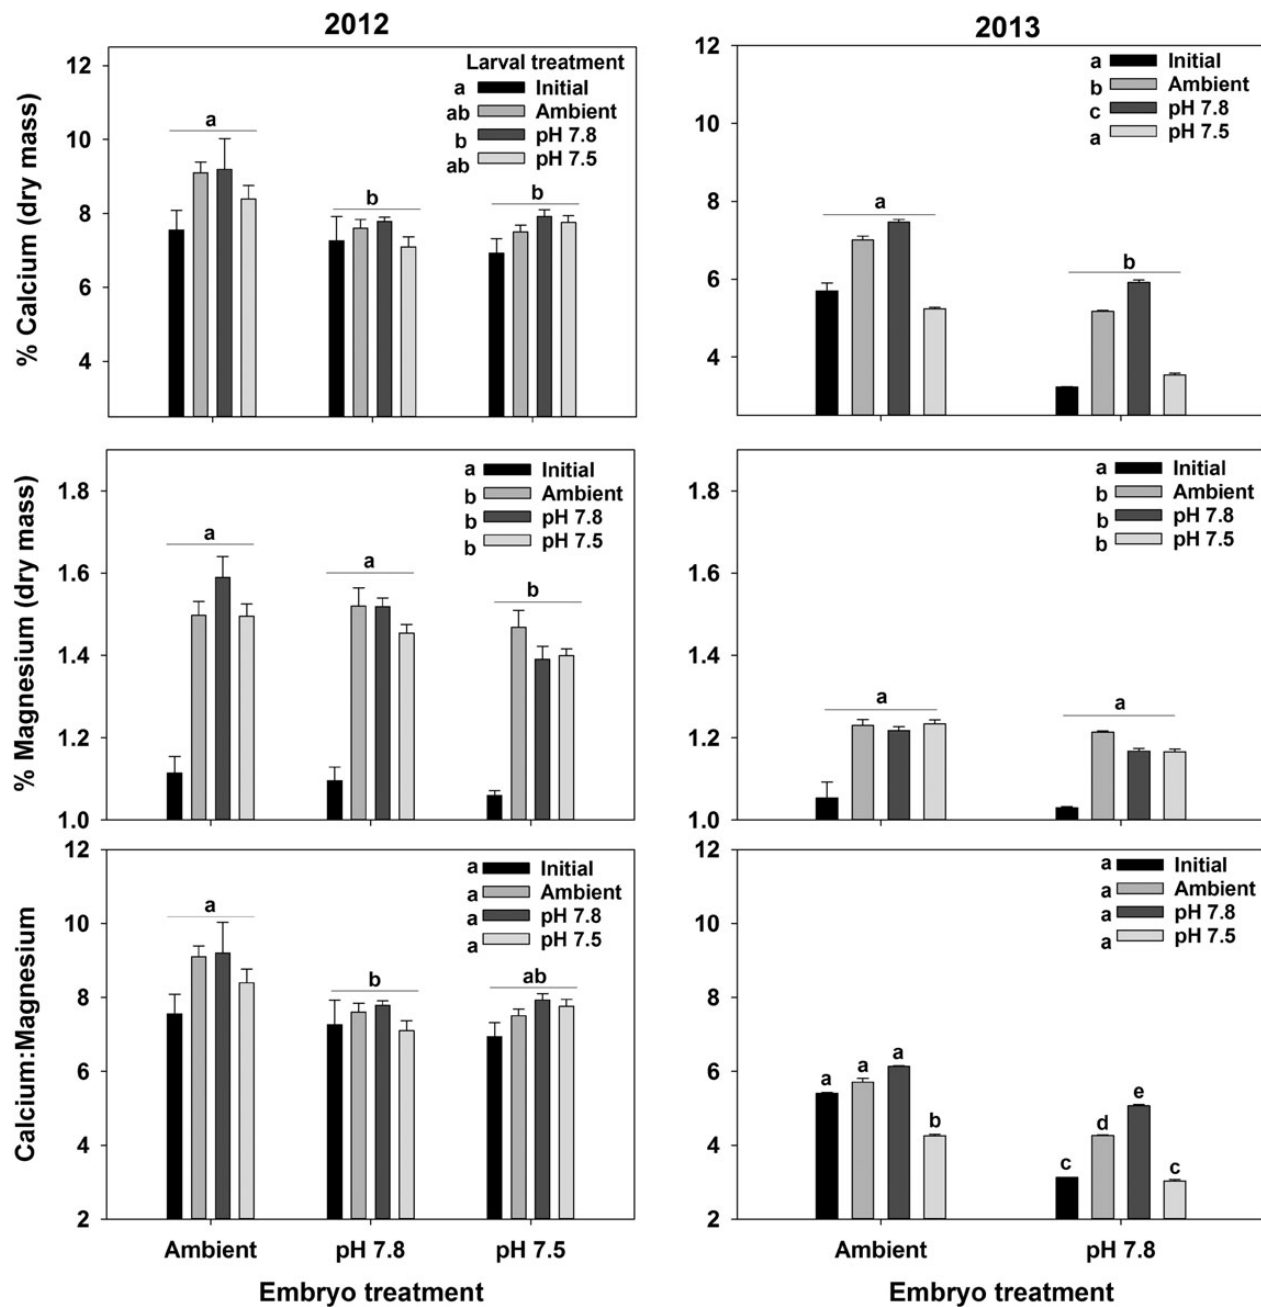 2012
2013
% Calcium (dry mass)
12
10
8
6
4
Larval treatment
a Initial
ab Ambient
b pH 7.8
ab pH 7.5
a
b
b
12
10
8
6
4
a Initial
b Ambient
c pH 7.8
a pH 7.5
a
b
% Magnesium (dry mass)
1.8
1.6
1.4
1.2
1.0
a Initial
b Ambient
b pH 7.8
b pH 7.5
a
a
b
1.8
1.6
1.4
1.2
1.0
a Initial
b Ambient
b pH 7.8
b pH 7.5
a
a
Calcium:Magnesium
12
10
8
6
4
2
a Initial
a Ambient
a pH 7.8
a pH 7.5
a
b
ab
Ambient pH 7.8 pH 7.5
Embryo treatment
12
10
8
6
4
2
a Initial
a Ambient
a pH 7.8
a pH 7.5
a a a b
c d e c
Ambient pH 7.8
Embryo treatment